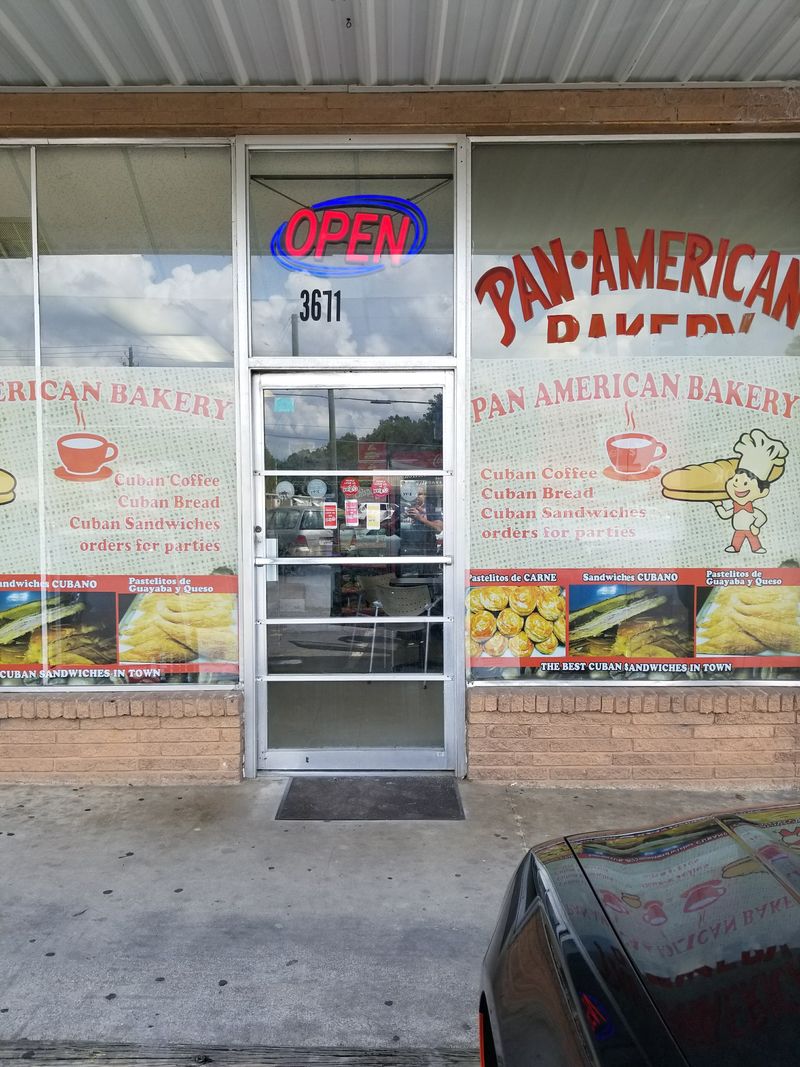 OPEN
3671
PAN·AMERICAN
BAKERY
RICAN BAKERY
Cuban Coffee
Cuban Bread
Cuban Sandwiches
orders for parties
Sandwiches CUBANO
Pastelitos de
Guayaba y Queso
CUBAN SANDWICHES IN TOWN
PAN AMERICAN BAKERY
Cuban Coffee
Cuban Bread
Cuban Sandwiches
orders for parties
Pastelitos de CARNE
Sandwiches CUBANO
Pastelitos de
Guayaba y Queso
THE BEST CUBAN SANDWICHES IN TOWN